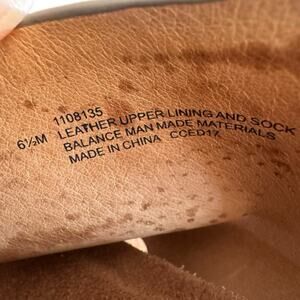 1108135
6½M LEATHER UPPER LINING AND SOCK
BALANCE MAN MADE MATERIALS
MADE IN CHINA CCED1X